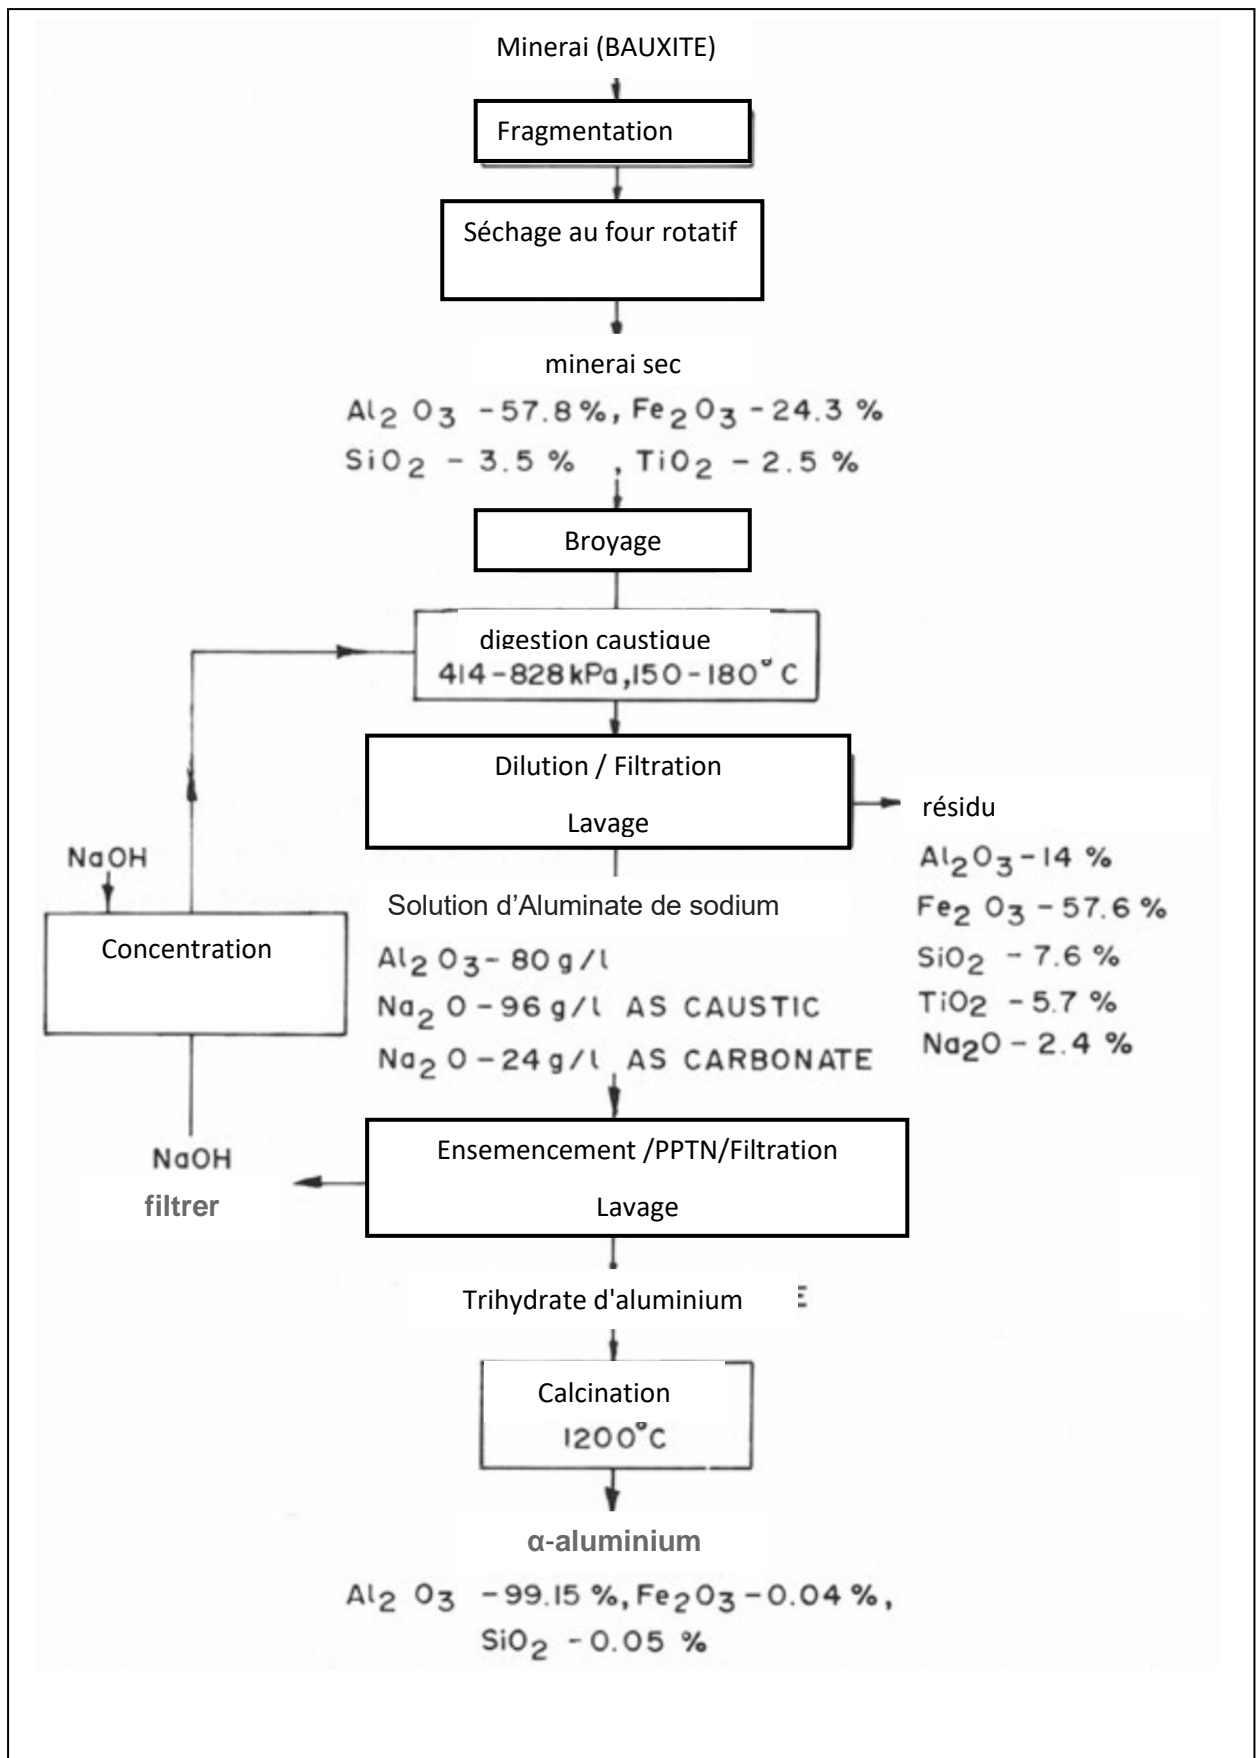 Minerai (BAUXITE)
Fragmentation
Séchage au four rotatif
minerai sec
Al2 O3 - 57.8 %, Fe2 O3 - 24.3 %
SiO2 - 3.5 % , TiO2 - 2.5 %
Broyage
digestion caustique
414-828 kPa, 150-180°C
Dilution / Filtration
Lavage
résidu
Al2O3 - 14 %
Fe2 O3 - 57.6 %
SiO2 - 7.6 %
TiO2 - 5.7 %
Na2O - 2.4 %
Solution d'Aluminate de sodium
Al2 O3 - 80 g/l
Na2 O - 96 g/l AS CAUSTIC
Na2 O - 24 g/l AS CARBONATE
NaOH
Concentration
NaOH
filtrer
Ensemencement /PPTN/Filtration
Lavage
Trihydrate d'aluminium
Calcination
1200°C
α-aluminium
Al2 O3 - 99.15 %, Fe2O3 - 0.04 %,
SiO2 - 0.05 %